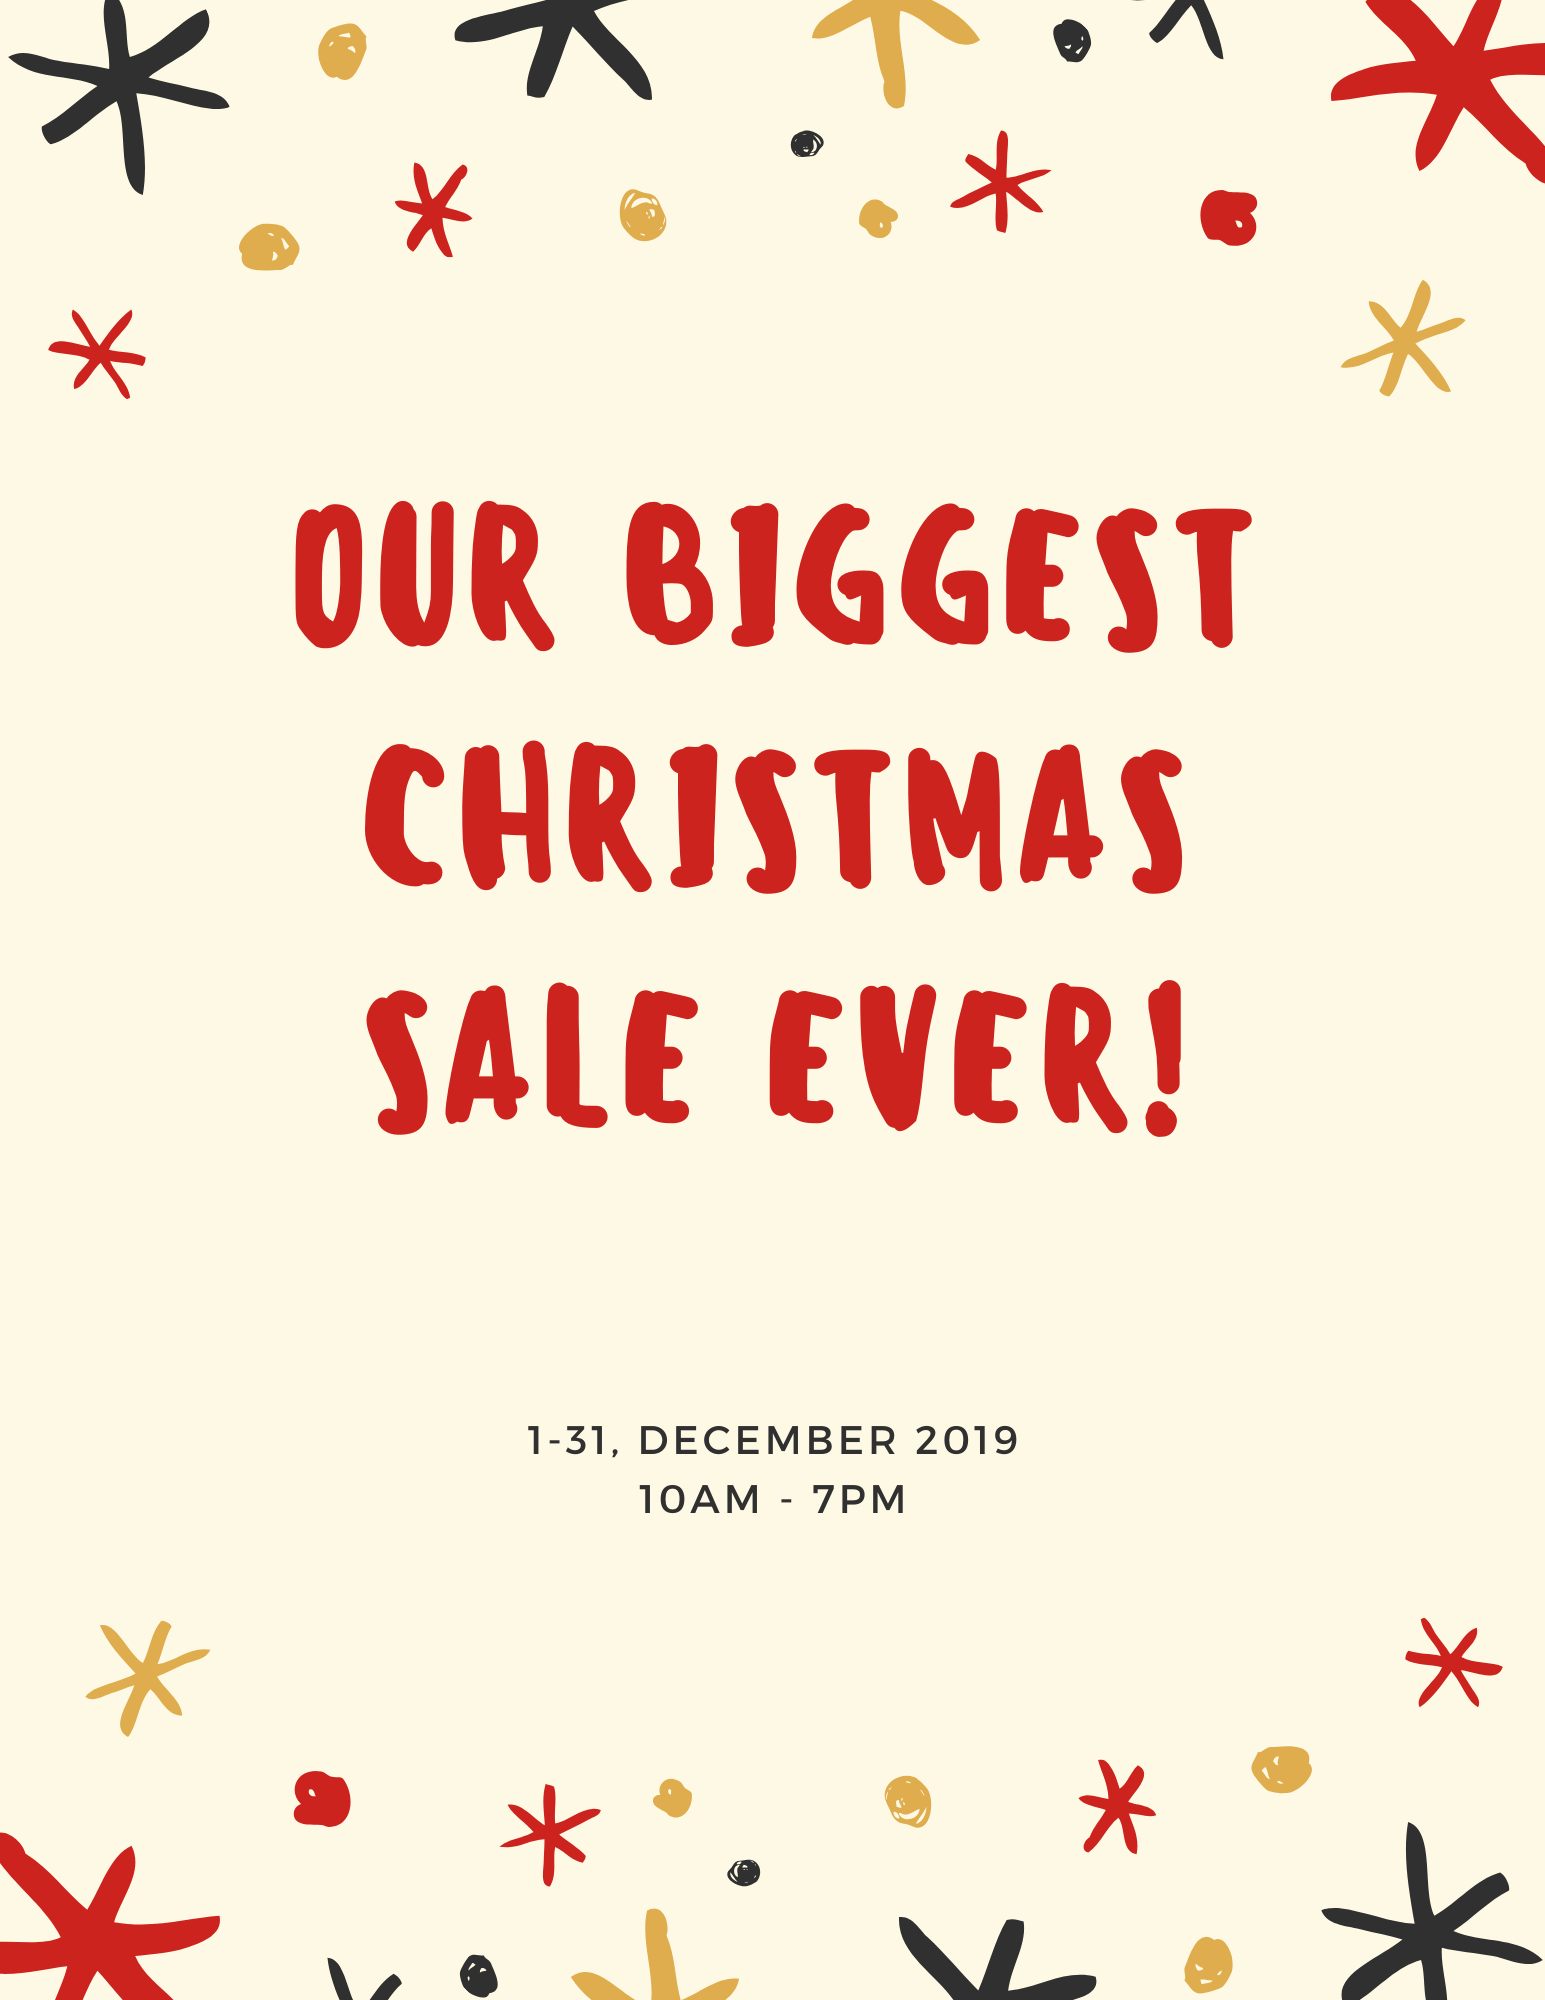 OUR BIGGEST
CHRISTMAS
SALE EVER!
1-31, DECEMBER 2019
10AM - 7PM